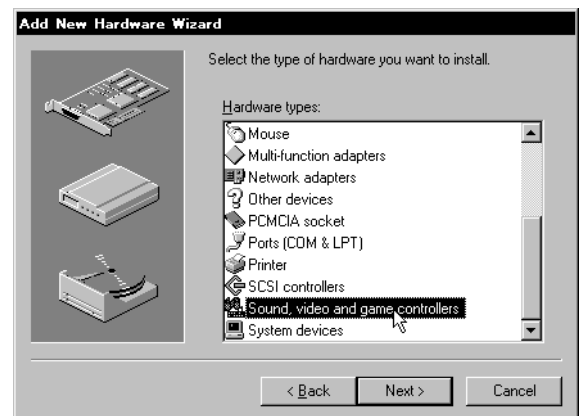 Add New Hardware Wizard
Select the type of hardware you want to install.
Hardware types:
Mouse
Multi-function adapters
Network adapters
Other devices
PCMCIA socket
Ports (COM & LPT)
Printer
SCSI controllers
Sound, video and game controllers
System devices
< Back Next > Cancel